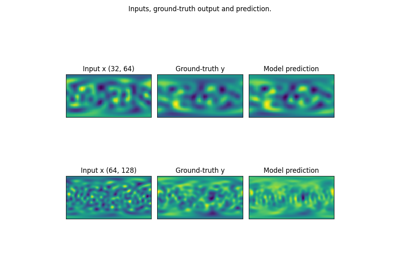 Inputs, ground-truth output and prediction.
Input x (32, 64) Ground-truth y Model prediction
Input x (64, 128) Ground-truth y Model prediction